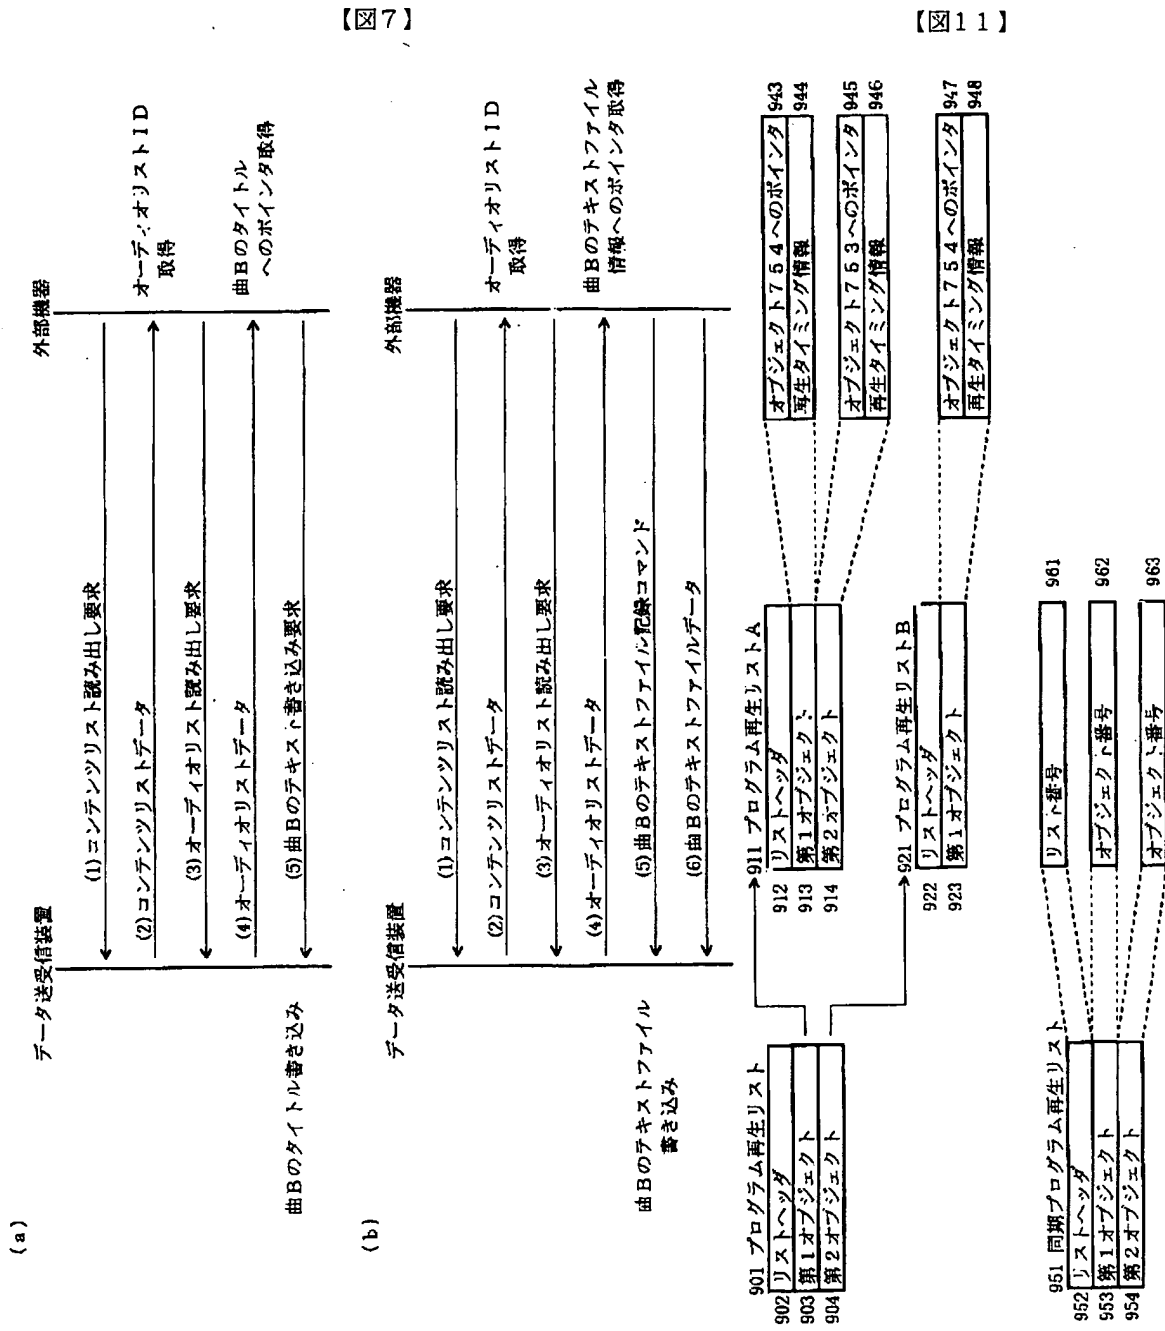 【図7】
(a)
データ送受信装置
外部機器
(1)コンテンツリスト読み出し要求
(2)コンテンツリストデータ
オーディオリストID
取得
(3)オーディオリスト読み出し要求
(4)オーディオリストデータ
曲Bのタイトル
へのポインタ取得
(5)曲Bのテキスト書き込み要求
曲Bのタイトル書き込み
(b)
データ送受信装置
外部機器
(1)コンテンツリスト読み出し要求
(2)コンテンツリストデータ
オーディオリストID
取得
(3)オーディオリスト読み出し要求
(4)オーディオリストデータ
曲Bのテキストファイル
情報へのポインタ取得
(5)曲Bのテキストファイル記録コマンド
(6)曲Bのテキストファイルデータ
曲Bのテキストファイル
書き込み
【図11】
901 プログラム再生リスト
902 リストヘッダ
903 第1オブジェクト
904 第2オブジェクト
911 プログラム再生リストA
912 リストヘッダ
913 第1オブジェクト
914 第2オブジェクト
オブジェクト754へのポインタ 943
再生タイミング情報 944
オブジェクト753へのポインタ 945
再生タイミング情報 946
921 プログラム再生リストB
922 リストヘッダ
923 第1オブジェクト
オブジェクト754へのポインタ 947
再生タイミング情報 948
951 同期プログラム再生リスト
952 リストヘッダ
953 第1オブジェクト
954 第2オブジェクト
リスト番号 961
オブジェクト番号 962
オブジェクト番号 963